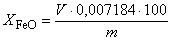 X_FeO = V · 0,007184 · 100 / m